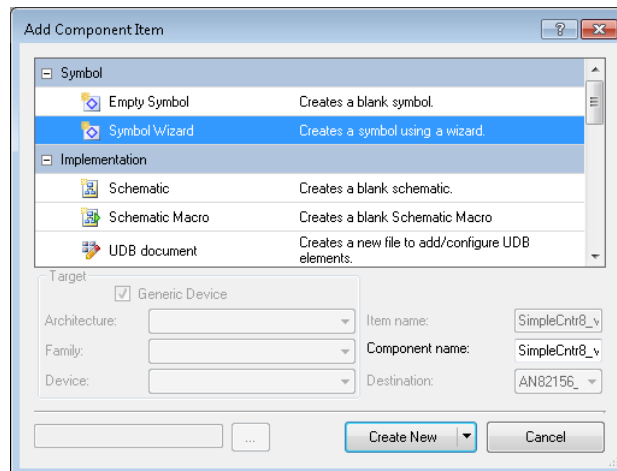 Add Component Item
Symbol
Empty Symbol Creates a blank symbol.
Symbol Wizard Creates a symbol using a wizard.
Implementation
Schematic Creates a blank schematic.
Schematic Macro Creates a blank Schematic Macro
UDB document Creates a new file to add/configure UDB
elements.
Target
Generic Device
Architecture: Item name: SimpleCntr8_v
Family: Component name: SimpleCntr8_v
Device: Destination: AN82156_
... Create New Cancel